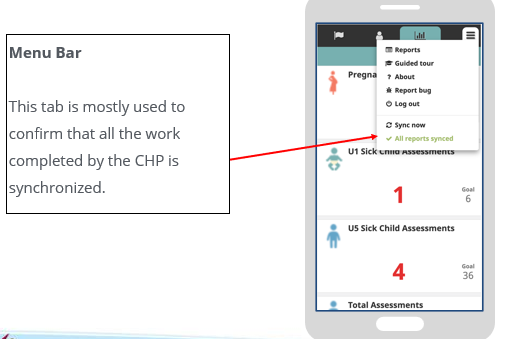 Menu Bar
This tab is mostly used to
confirm that all the work
completed by the CHP is
synchronized.
Reports
Guided tour
? About
Report bug
Log out
Sync now
All reports synced
Pregna
U1 Sick Child Assessments
1
Goal
6
U5 Sick Child Assessments
4
Goal
36
Total Assessments